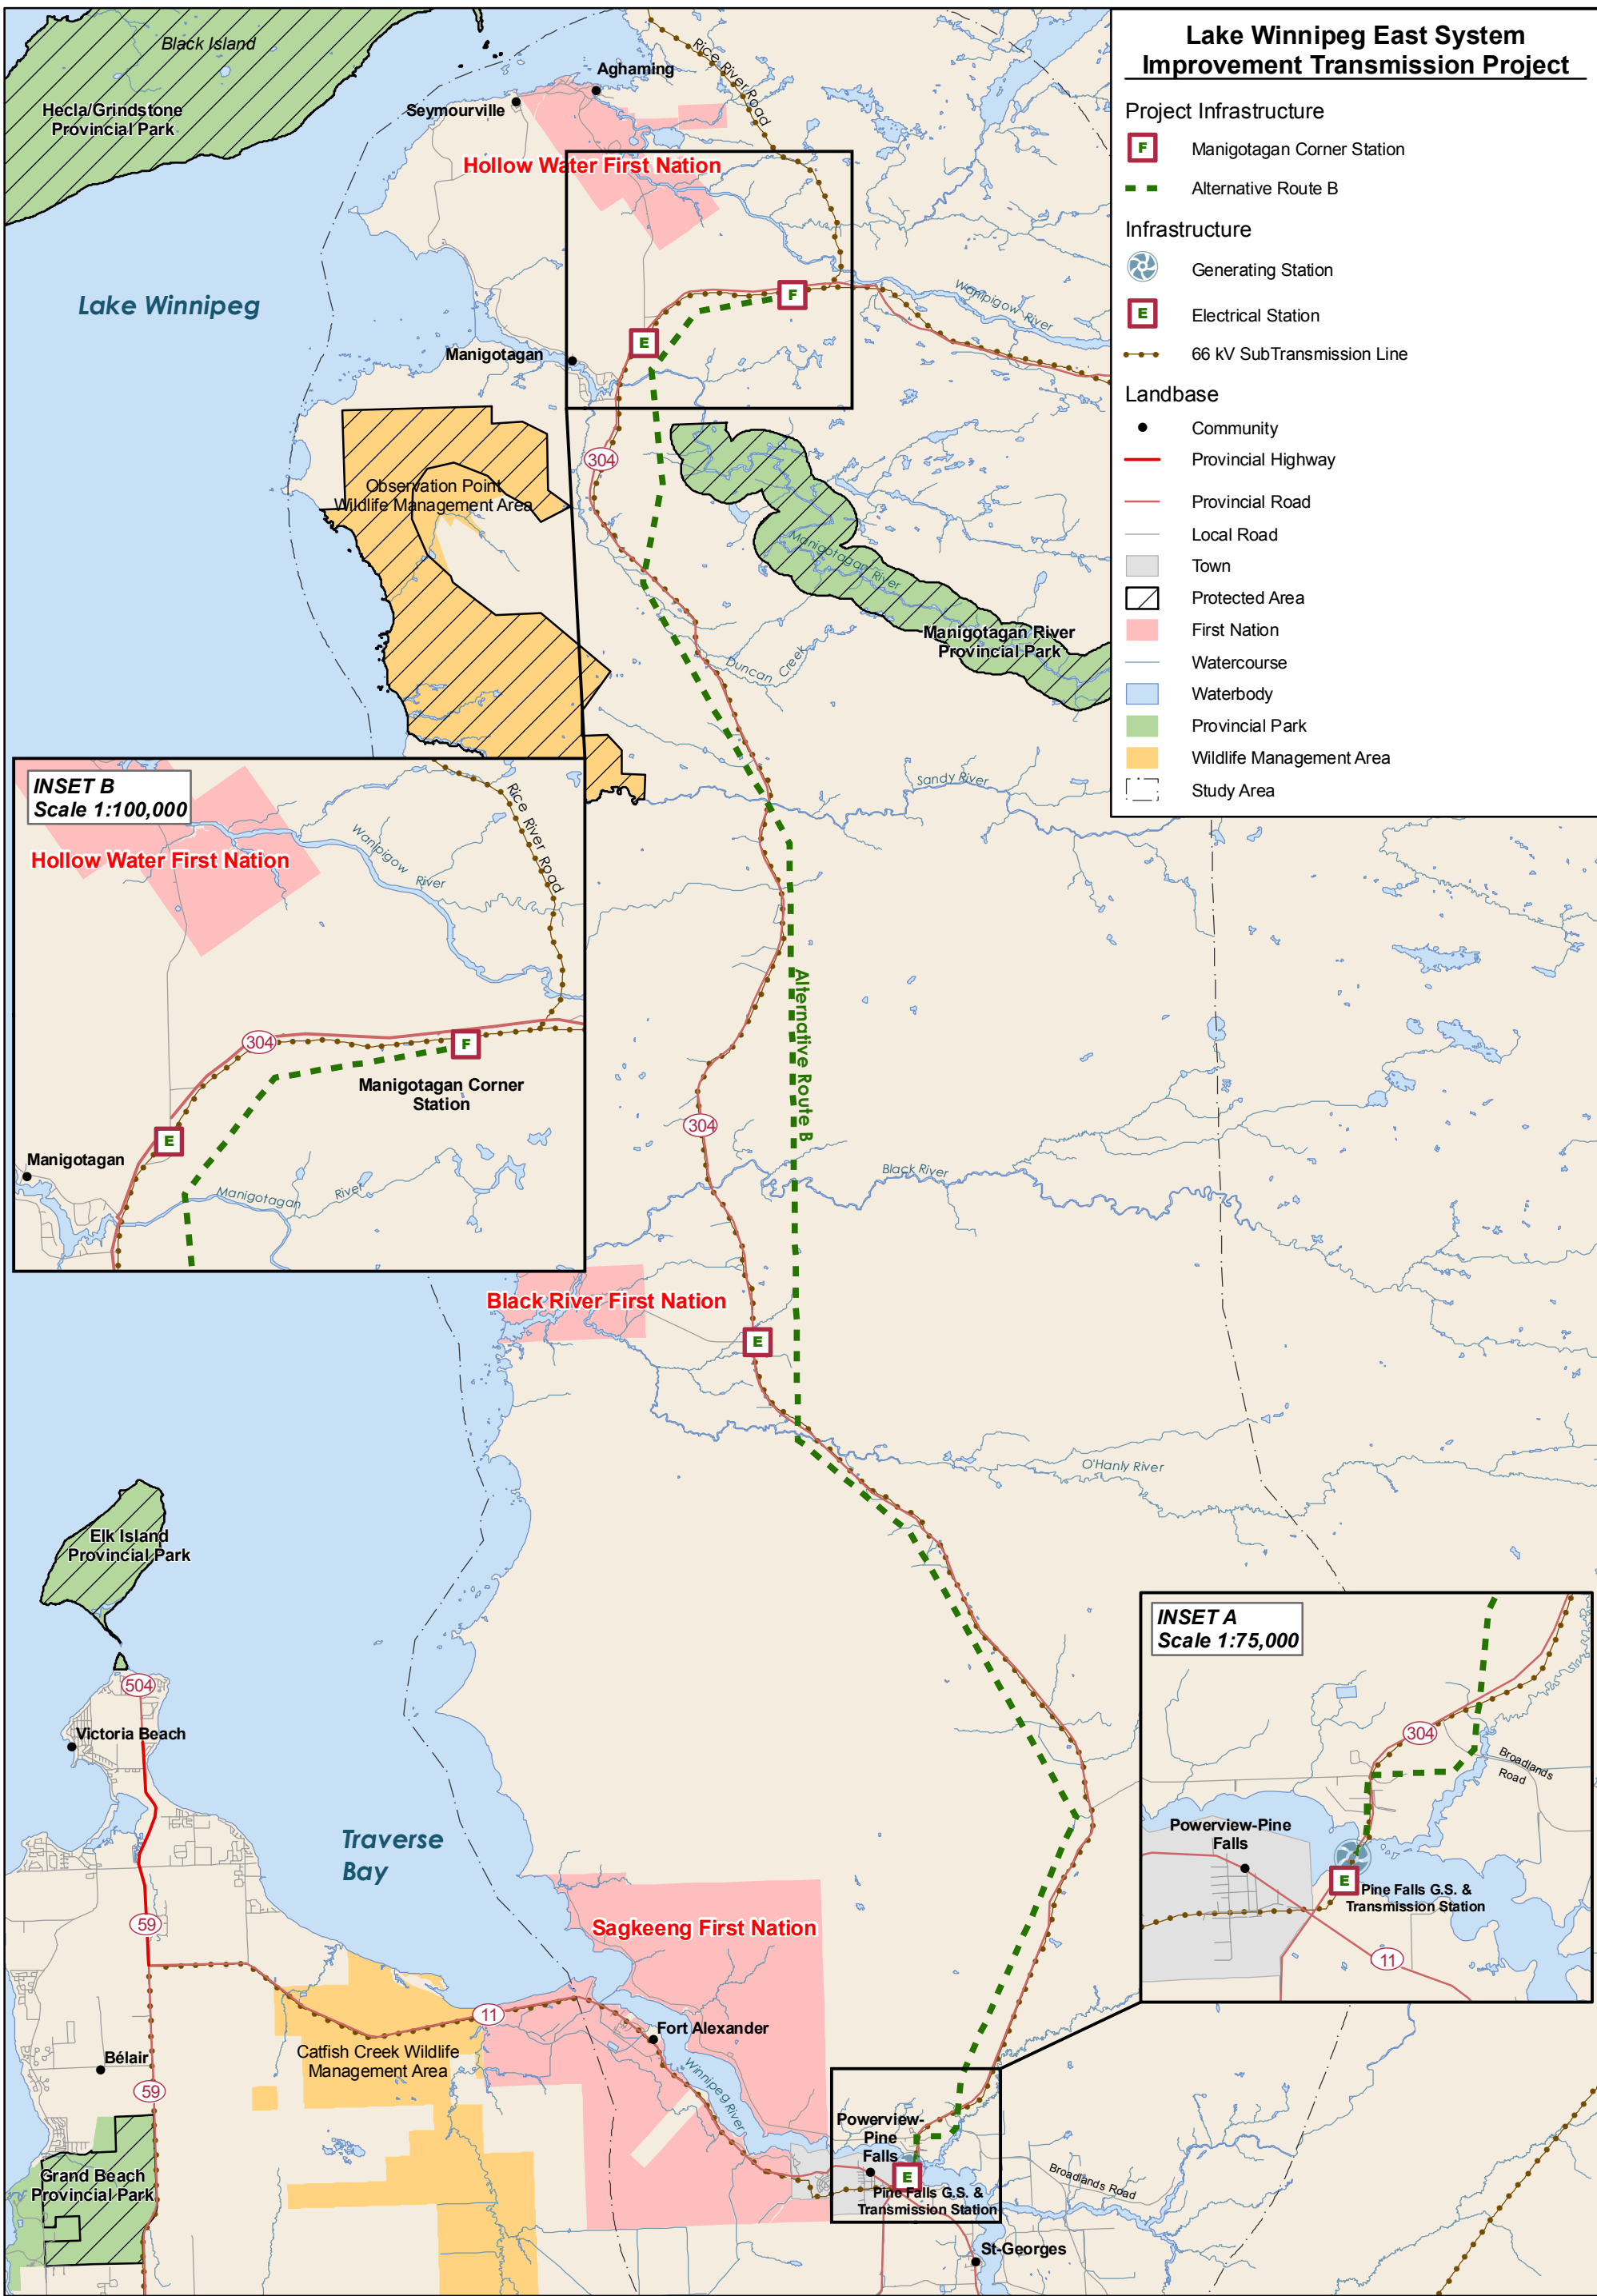 Lake Winnipeg East System
Improvement Transmission Project
Project Infrastructure
F
Manigotagan Corner Station
Alternative Route B
Infrastructure
Generating Station
E
Electrical Station
66 kV SubTransmission Line
Landbase
Community
Provincial Highway
Provincial Road
Local Road
Town
Protected Area
First Nation
Watercourse
Waterbody
Provincial Park
Wildlife Management Area
Study Area
Black Island
Hecla/Grindstone
Provincial Park
Aghaming
Seymourville
Rice River Road
Hollow Water First Nation
Lake Winnipeg
Wanipigow River
F
E
Manigotagan
304
Observation Point
Wildlife Management Area
Manigotagan River
Manigotagan River
Provincial Park
Duncan Creek
Sandy River
INSET B
Scale 1:100,000
Hollow Water First Nation
Wanipigow
River
Rice River Road
304
F
Manigotagan Corner
Station
E
Manigotagan
Manigotagan
River
Alternative Route B
304
Black River
Black River First Nation
E
O'Hanly River
Elk Island
Provincial Park
504
Victoria Beach
Traverse
Bay
59
INSET A
Scale 1:75,000
304
Broadlands
Road
Powerview-Pine
Falls
E
Pine Falls G.S. &
Transmission Station
11
Sagkeeng First Nation
11
Fort Alexander
Catfish Creek Wildlife
Management Area
Winnipeg River
Bélair
59
Grand Beach
Provincial Park
Powerview-
Pine
Falls
E
Pine Falls G.S. &
Transmission Station
Broadlands Road
St-Georges